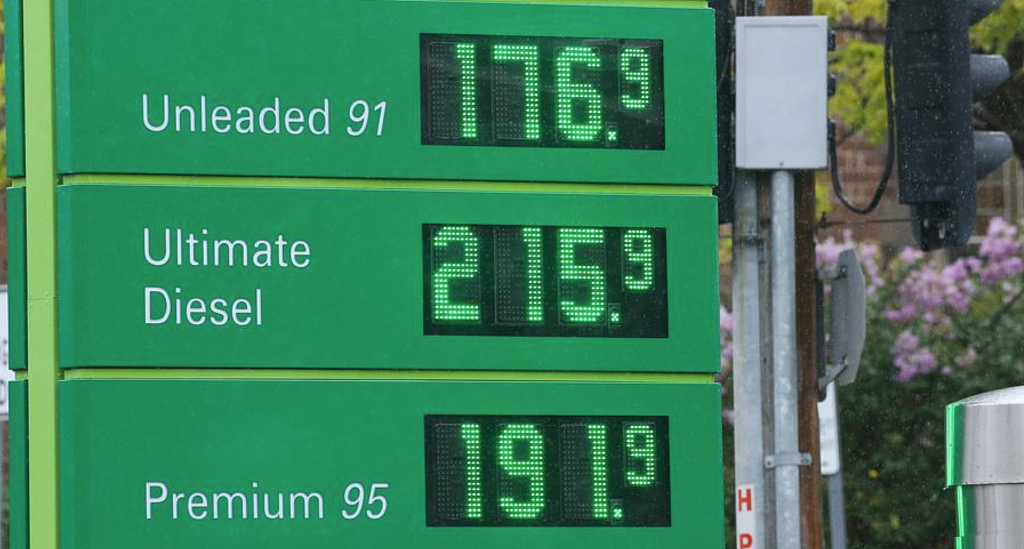 Unleaded 91
176.9
Ultimate
Diesel
215.9
Premium 95
191.9
H